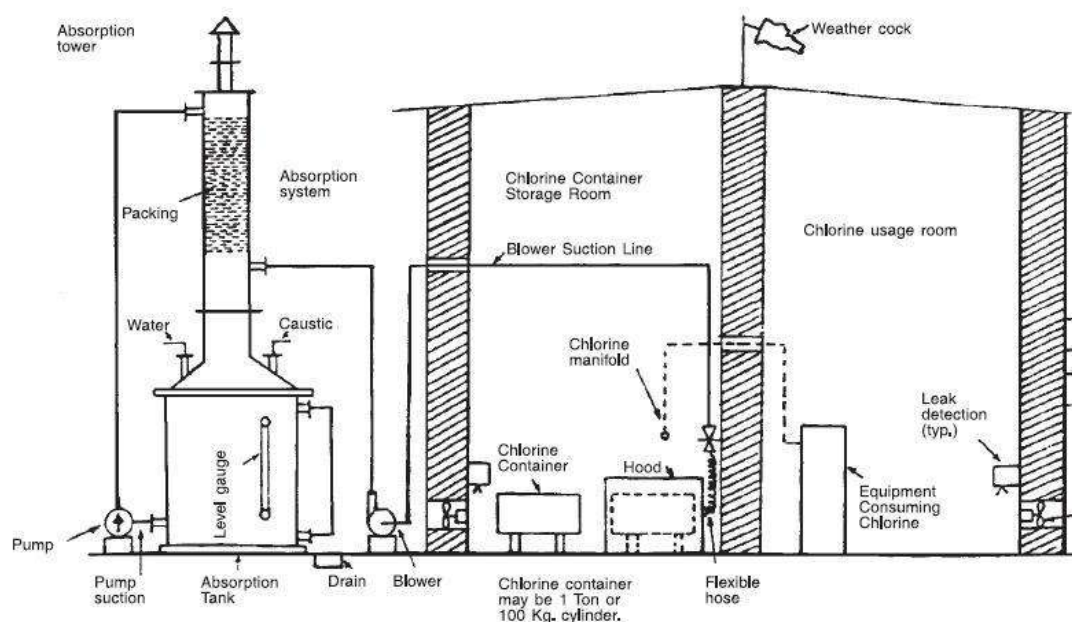 Absorption
tower
Weather cock
Absorption
system
Chlorine Container
Storage Room
Packing
Chlorine usage room
Blower Suction Line
Water
Caustic
Chlorine
manifold
Leak
detection
(typ.)
Chlorine
Container
Hood
Level gauge
Equipment
Consuming
Chlorine
Pump
Pump
suction
Absorption
Tank
Drain
Blower
Chlorine container
may be 1 Ton or
100 Kg. cylinder.
Flexible
hose